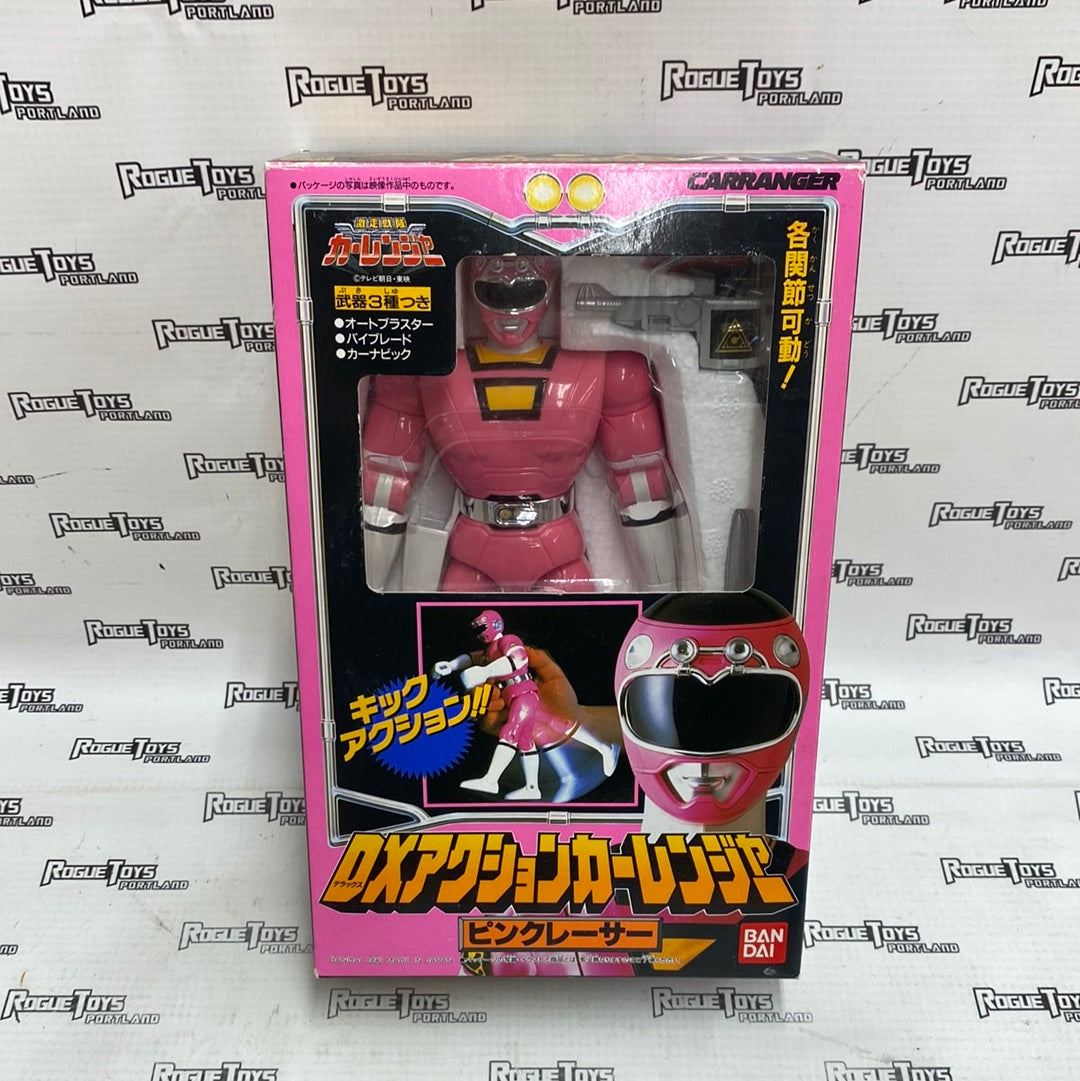 ●パッケージの写真は映像作品中のものです。
CARRANGER
激走戦隊
カーレンジャー
©テレビ朝日・東映
武器3種つき
●オートブラスター
●バイブレード
●カーナビック
各関節可動!
キック
アクション!!
DXアクションカーレンジャー
デラックス
ピンクレーサー
BAN
DAI
ROGUE TOYS
PORTLAND